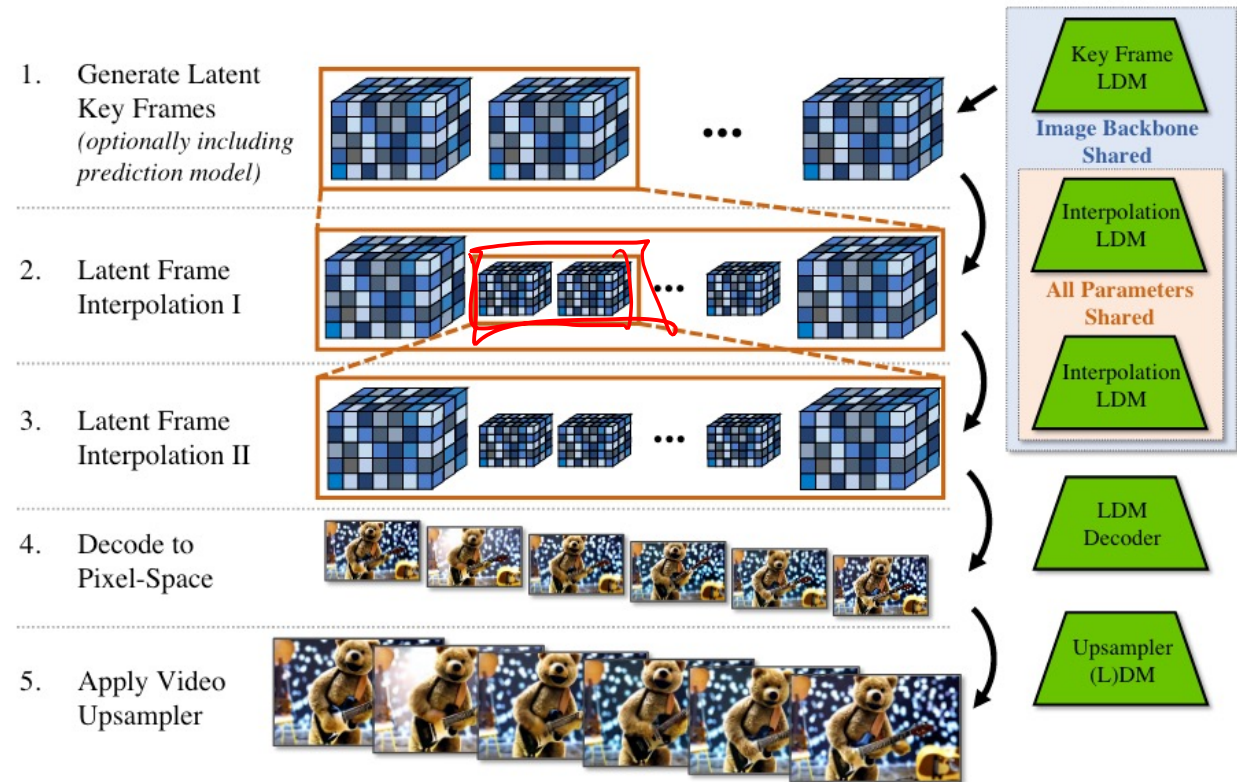 1. Generate Latent
Key Frames
(optionally including
prediction model)
2. Latent Frame
Interpolation I
3. Latent Frame
Interpolation II
4. Decode to
Pixel-Space
5. Apply Video
Upsampler
Key Frame
LDM
Image Backbone
Shared
Interpolation
LDM
All Parameters
Shared
Interpolation
LDM
LDM
Decoder
Upsampler
(L)DM